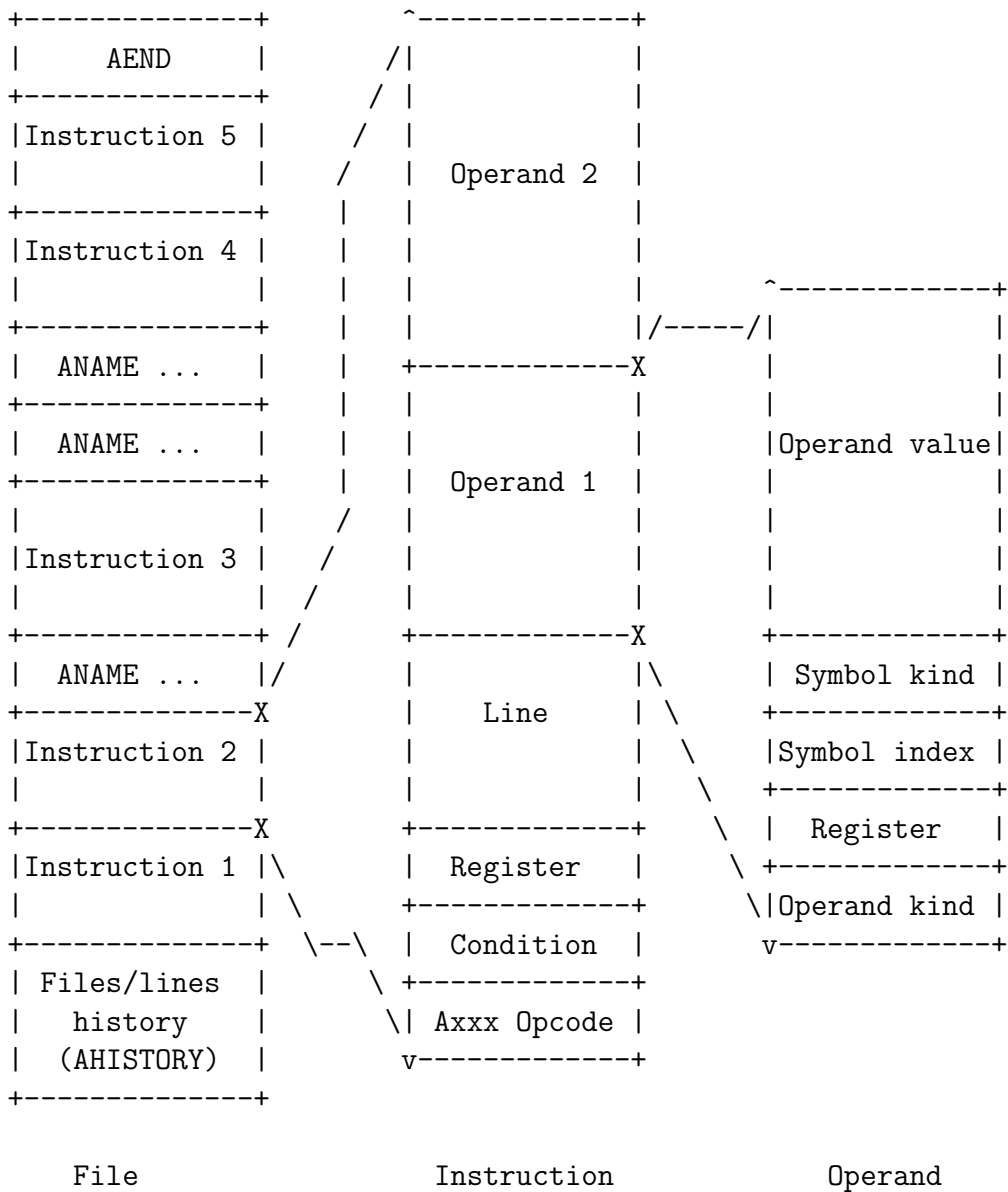 AEND
Instruction 5
Instruction 4
ANAME ...
ANAME ...
Instruction 3
ANAME ...
Instruction 2
Instruction 1
Files/lines
history
(AHISTORY)
File
Operand 2
Operand 1
Line
Register
Condition
Axxx Opcode
Instruction
Operand value
Symbol kind
Symbol index
Register
Operand kind
Operand